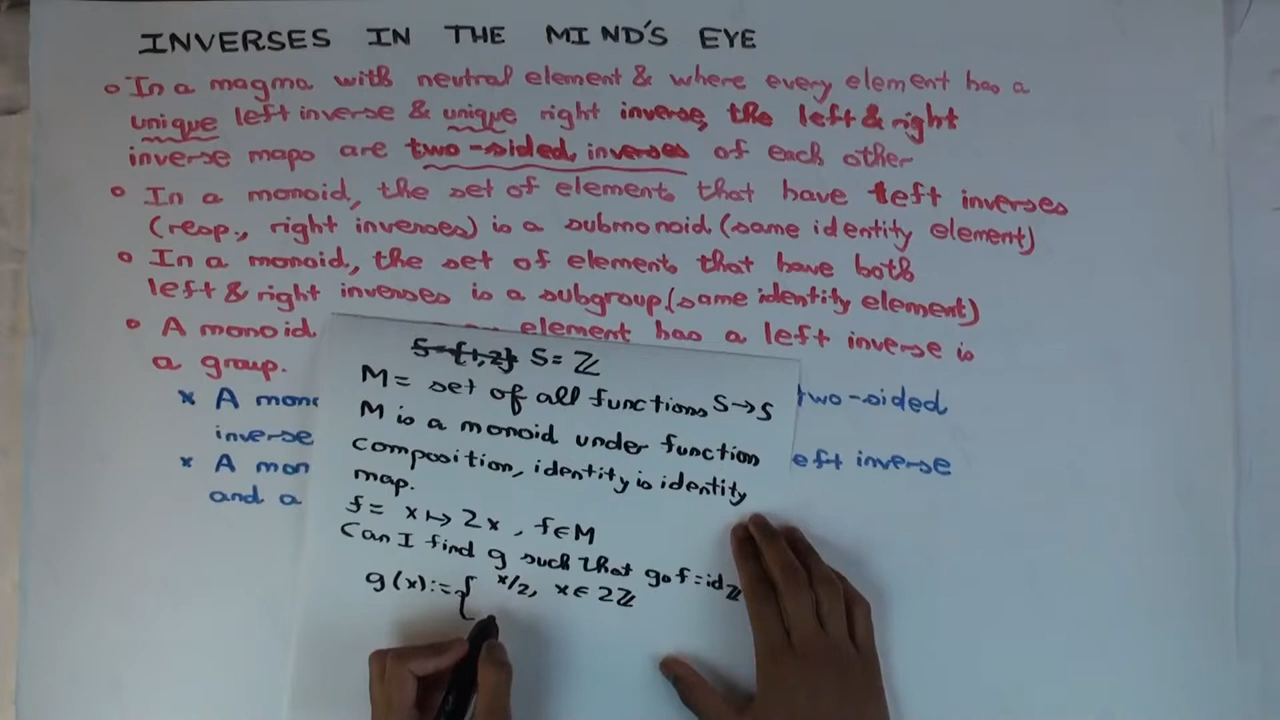 INVERSES IN THE MIND'S EYE
In a magma with neutral element & where every element has a
unique left inverse & unique right inverse, the left & right
inverse maps are two-sided inverses of each other
In a monoid, the set of elements that have left inverses
(resp., right inverses) is a submonoid (same identity element)
In a monoid, the set of elements that have both
left & right inverses is a subgroup (same identity element)
A monoid element has a left inverse is
a group.
x A mono two-sided
inverse
x A mon eft inverse
and a
S={1,2} S=ℤ
M= set of all functions S→S
M is a monoid under function
composition, identity is identity
map.
f= x↦2x, f∈M
Can I find g such that g∘f=idℤ
g(x):={ x/2, x∈2ℤ